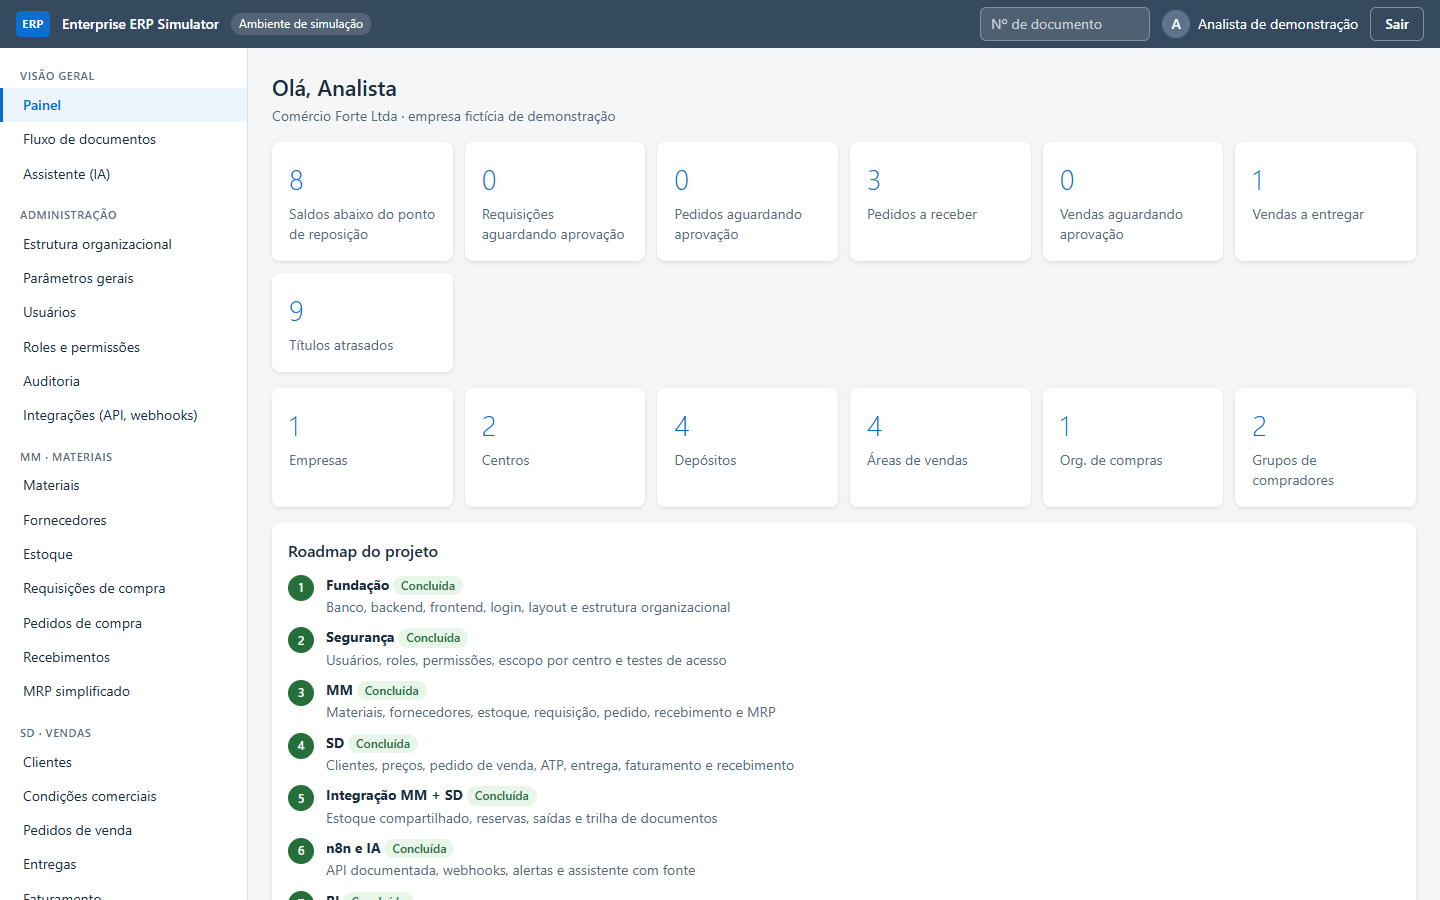 ERP Enterprise ERP Simulator Ambiente de simulação Nº de documento A Analista de demonstração Sair
VISÃO GERAL
Painel
Fluxo de documentos
Assistente (IA)
ADMINISTRAÇÃO
Estrutura organizacional
Parâmetros gerais
Usuários
Roles e permissões
Auditoria
Integrações (API, webhooks)
MM · MATERIAIS
Materiais
Fornecedores
Estoque
Requisições de compra
Pedidos de compra
Recebimentos
MRP simplificado
SD · VENDAS
Clientes
Condições comerciais
Pedidos de venda
Entregas
Faturamento
Olá, Analista
Comércio Forte Ltda · empresa fictícia de demonstração
8
Saldos abaixo do ponto
de reposição
0
Requisições
aguardando aprovação
0
Pedidos aguardando
aprovação
3
Pedidos a receber
0
Vendas aguardando
aprovação
1
Vendas a entregar
9
Títulos atrasados
1
Empresas
2
Centros
4
Depósitos
4
Áreas de vendas
1
Org. de compras
2
Grupos de
compradores
Roadmap do projeto
1 Fundação Concluída
Banco, backend, frontend, login, layout e estrutura organizacional
2 Segurança Concluída
Usuários, roles, permissões, escopo por centro e testes de acesso
3 MM Concluída
Materiais, fornecedores, estoque, requisição, pedido, recebimento e MRP
4 SD Concluída
Clientes, preços, pedido de venda, ATP, entrega, faturamento e recebimento
5 Integração MM + SD Concluída
Estoque compartilhado, reservas, saídas e trilha de documentos
6 n8n e IA Concluída
API documentada, webhooks, alertas e assistente com fonte